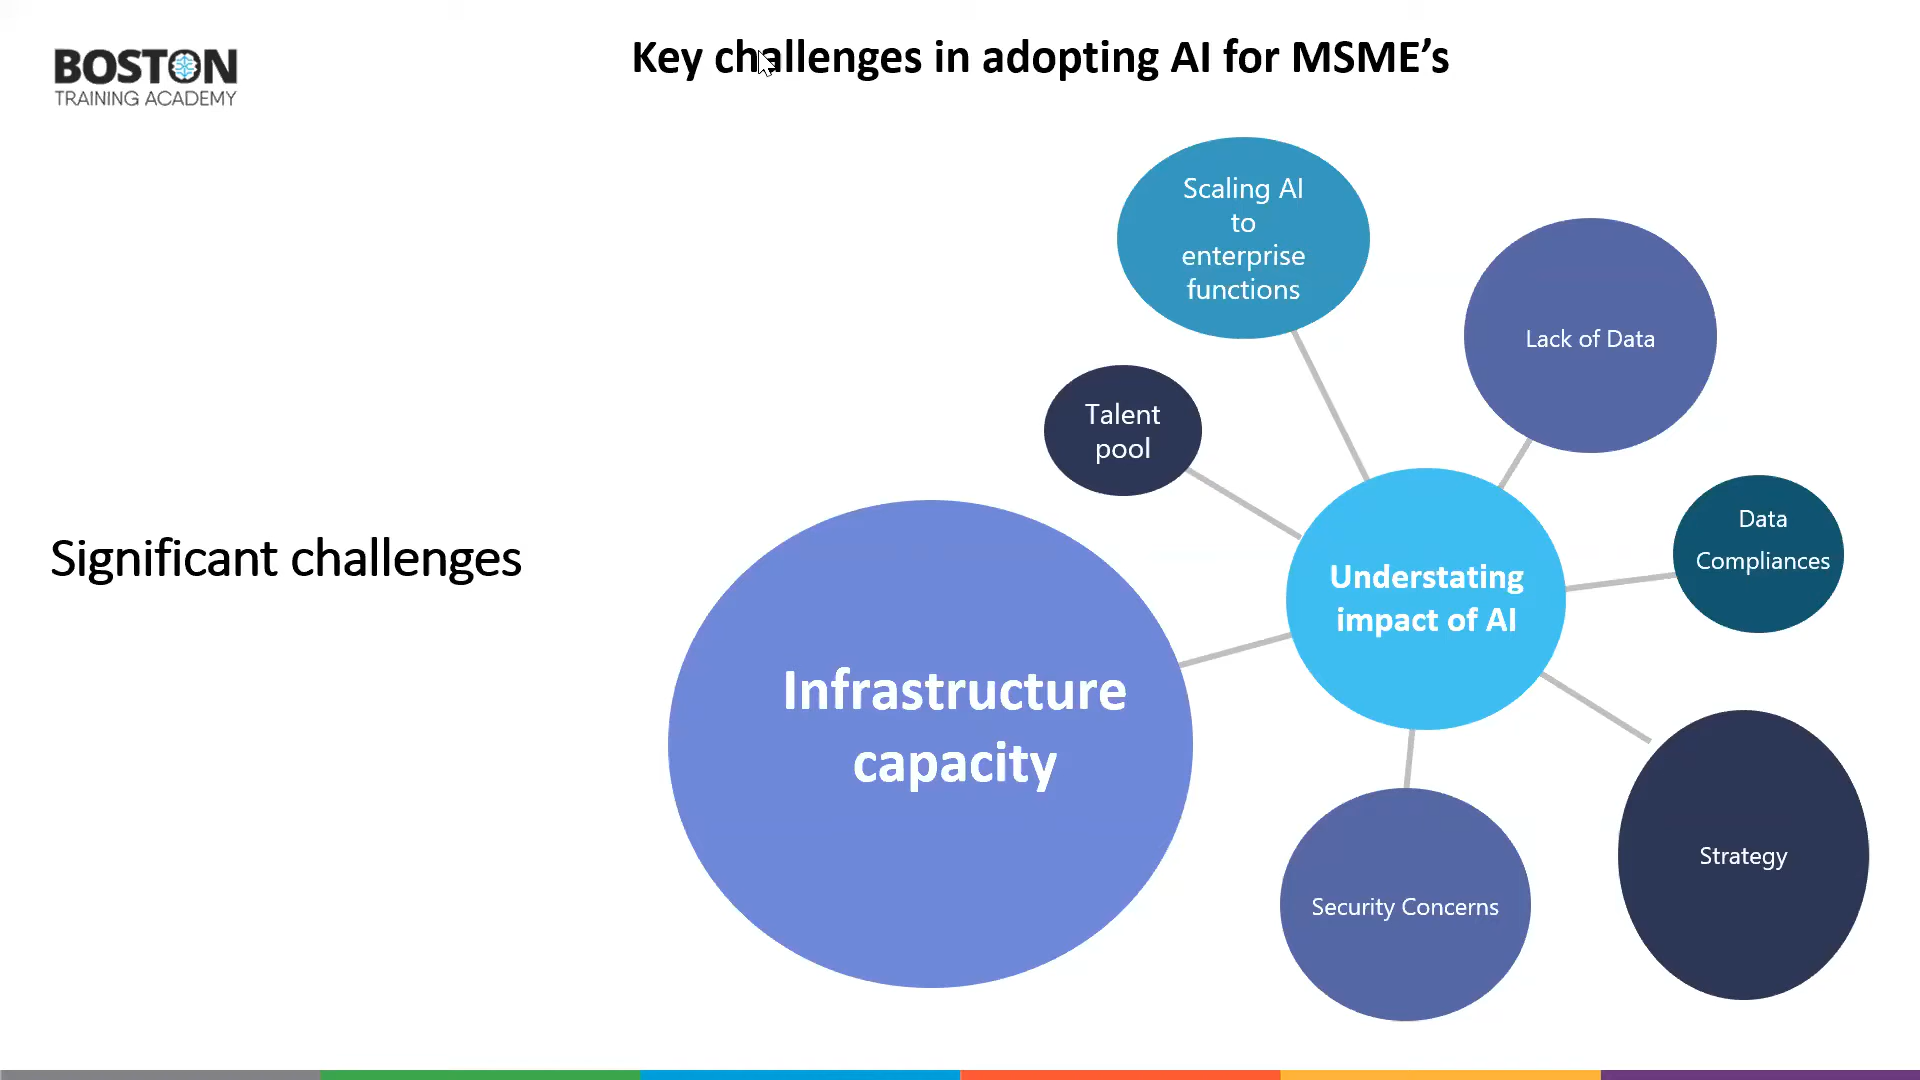 BOSTON
TRAINING ACADEMY
Key challenges in adopting AI for MSME’s
Scaling AI
to
enterprise
functions
Lack of Data
Talent
pool
Data
Compliances
Significant challenges
Understating
impact of AI
Infrastructure
capacity
Strategy
Security Concerns